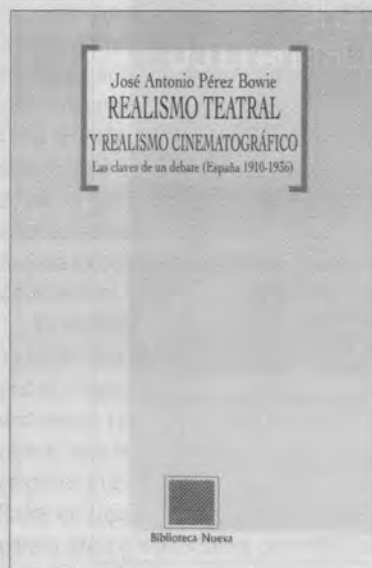 José Antonio Pérez Bowie
REALISMO TEATRAL
Y REALISMO CINEMATOGRÁFICO
Las claves de un debate (España 1910-1936)
Biblioteca Nueva